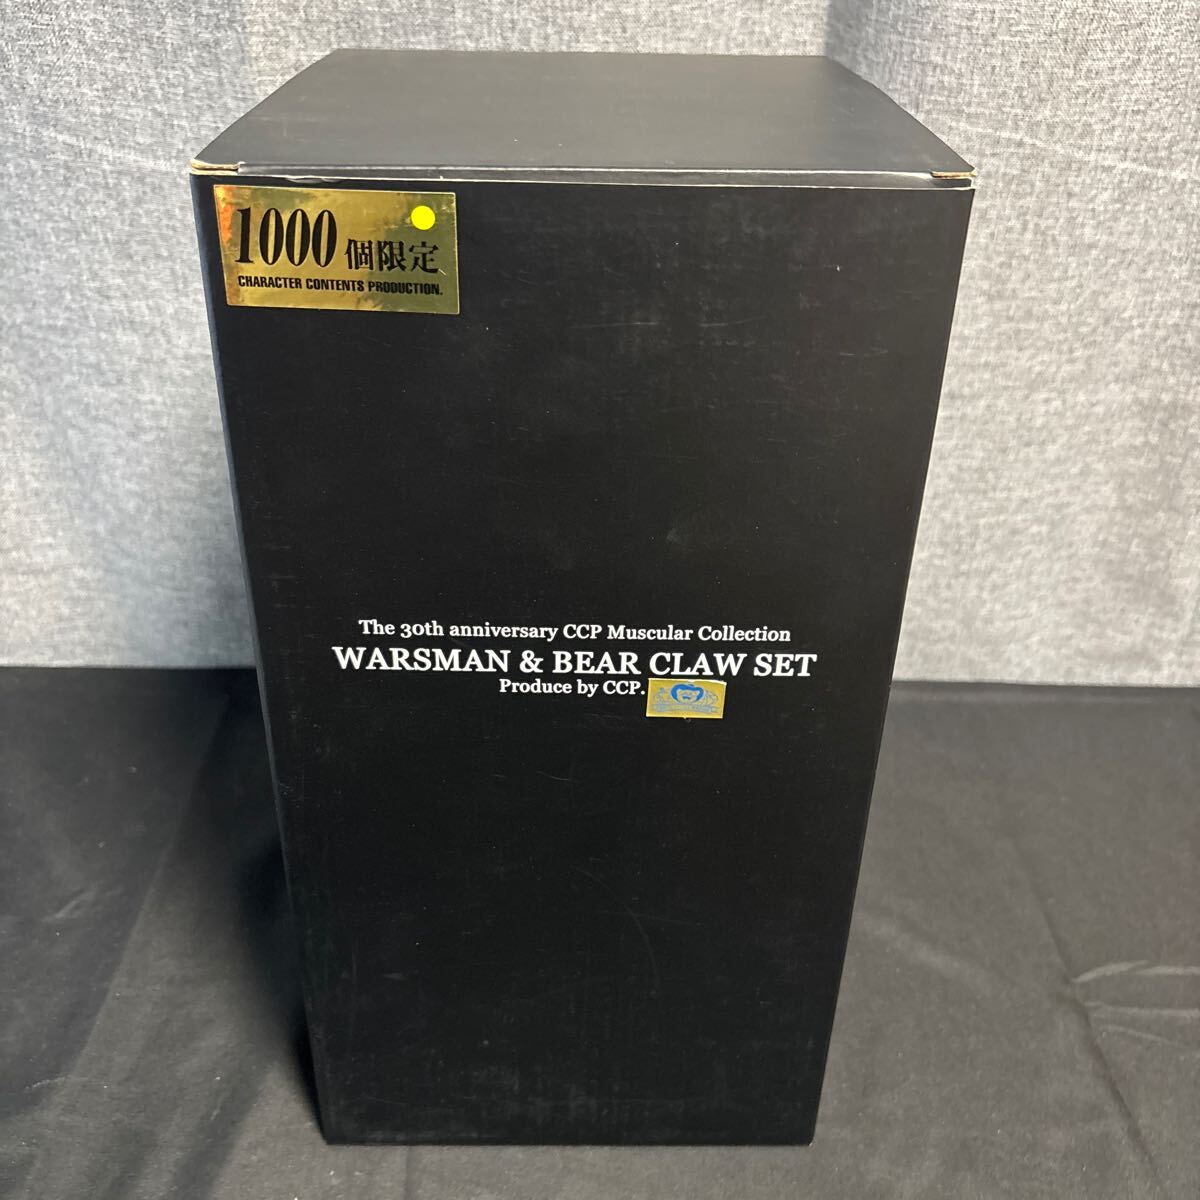 1000個限定
CHARACTER CONTENTS PRODUCTION.
The 30th anniversary CCP Muscular Collection
WARSMAN & BEAR CLAW SET
Produce by CCP.